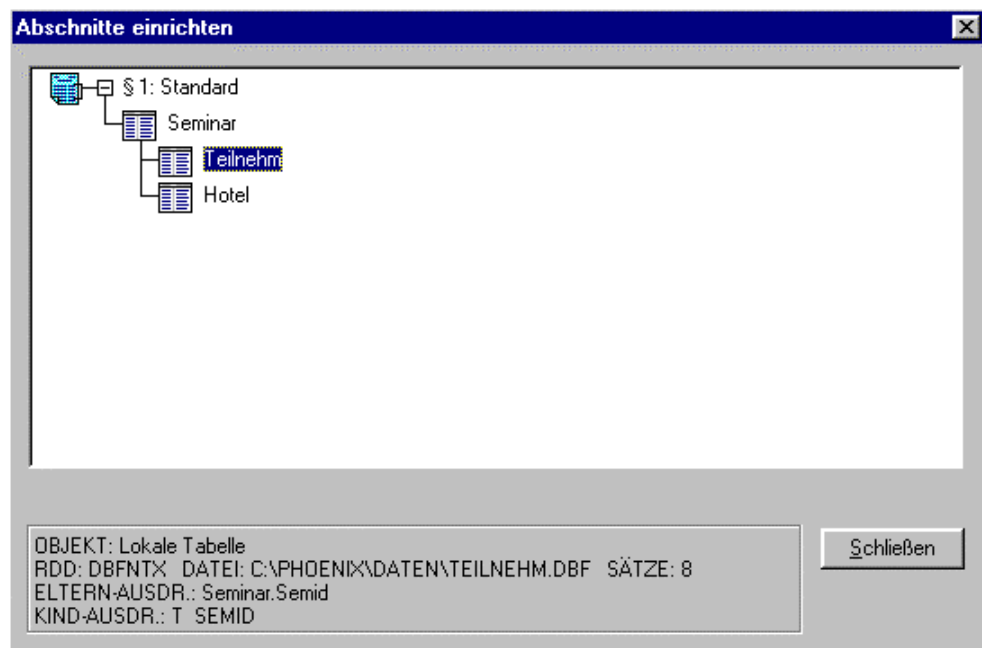 Abschnitte einrichten
§ 1: Standard
Seminar
Teilnehm
Hotel
OBJEKT: Lokale Tabelle
RDD: DBFNTX DATEI: C:\PHOENIX\DATEN\TEILNEHM.DBF SÄTZE: 8
ELTERN-AUSDR.: Seminar.Semid
KIND-AUSDR.: T SEMID
Schließen